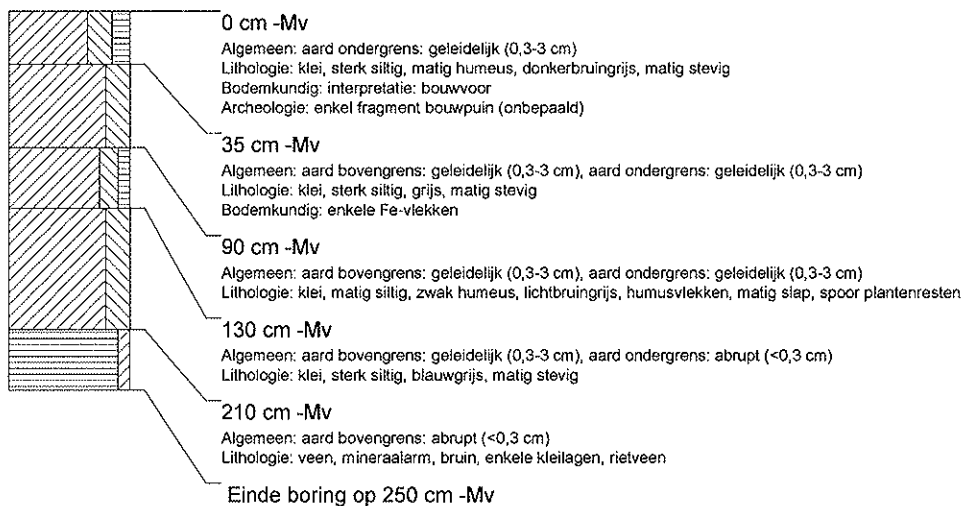 0 cm -Mv
Algemeen: aard ondergrens: geleidelijk (0,3-3 cm)
Lithologie: klei, sterk siltig, matig humeus, donkerbruingrijs, matig stevig
Bodemkundig: interpretatie: bouwvoor
Archeologie: enkel fragment bouwpuin (onbepaald)
35 cm -Mv
Algemeen: aard bovengrens: geleidelijk (0,3-3 cm), aard ondergrens: geleidelijk (0,3-3 cm)
Lithologie: klei, sterk siltig, grijs, matig stevig
Bodemkundig: enkele Fe-vlekken
90 cm -Mv
Algemeen: aard bovengrens: geleidelijk (0,3-3 cm), aard ondergrens: geleidelijk (0,3-3 cm)
Lithologie: klei, matig siltig, zwak humeus, lichtbruingrijs, humusvlekken, matig slap, spoor plantenresten
130 cm -Mv
Algemeen: aard bovengrens: geleidelijk (0,3-3 cm), aard ondergrens: abrupt (<0,3 cm)
Lithologie: klei, sterk siltig, blauwgrijs, matig stevig
210 cm -Mv
Algemeen: aard bovengrens: abrupt (<0,3 cm)
Lithologie: veen, mineraalarm, bruin, enkele kleilagen, rietveen
Einde boring op 250 cm -Mv